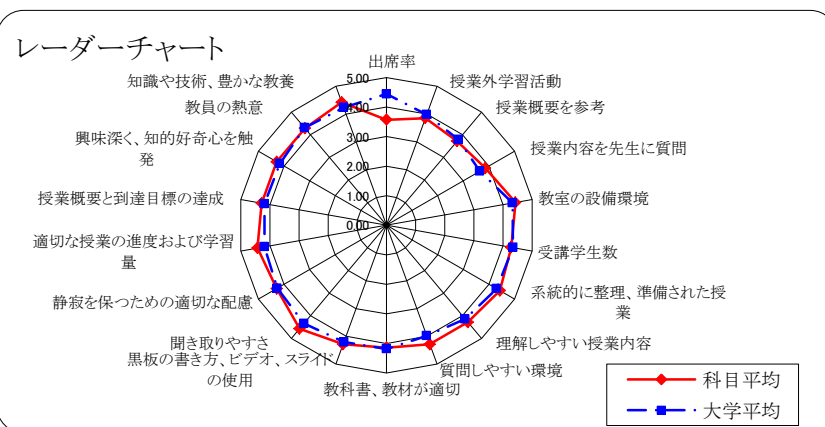 レーダーチャート
出席率
授業外学習活動
授業概要を参考
授業内容を先生に質問
教室の設備環境
受講学生数
系統的に整理、準備された授
業
理解しやすい授業内容
質問しやすい環境
教科書、教材が適切
黒板の書き方、ビデオ、スライド
の使用
聞き取りやすさ
静寂を保つための適切な配慮
適切な授業の進度および学習
量
授業概要と到達目標の達成
興味深く、知的好奇心を触
発
教員の熱意
知識や技術、豊かな教養
5.00
4.00
3.00
2.00
1.00
0.00
科目平均
大学平均